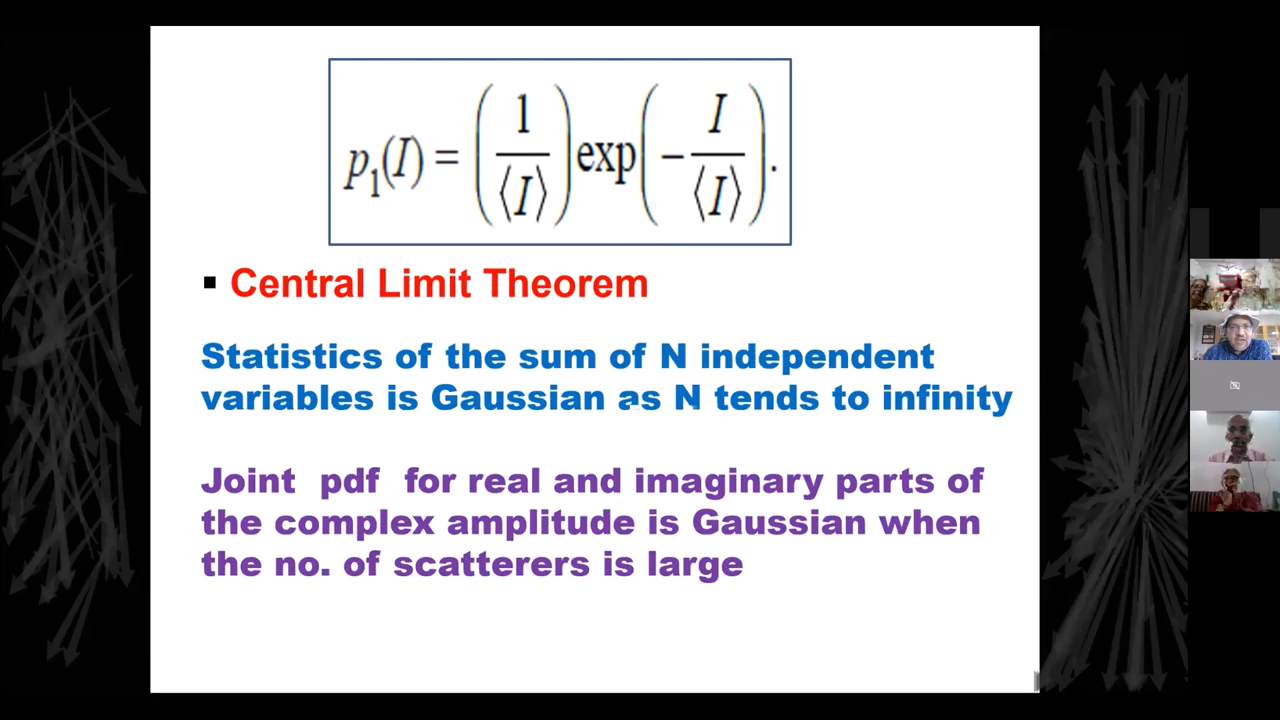 p₁(I) = (1/⟨I⟩) exp(−I/⟨I⟩).
▪ Central Limit Theorem
Statistics of the sum of N independent
variables is Gaussian as N tends to infinity
Joint pdf for real and imaginary parts of
the complex amplitude is Gaussian when
the no. of scatterers is large